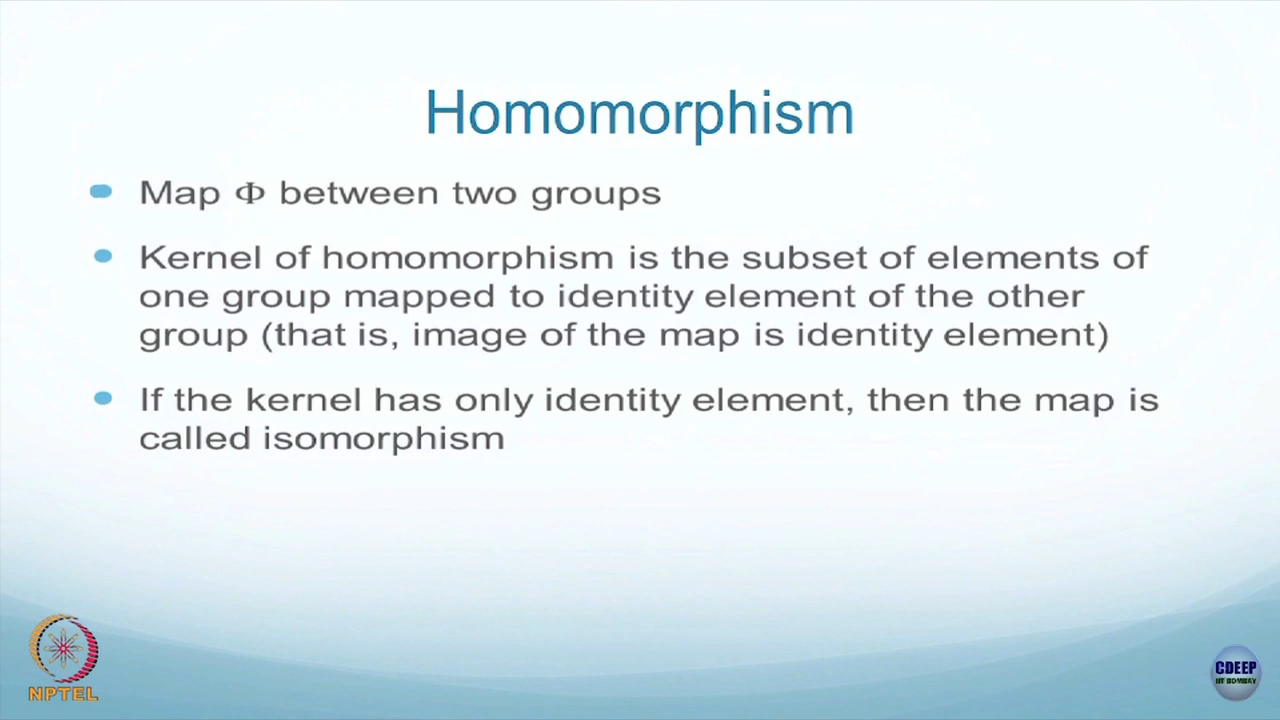 Homomorphism
Map Φ between two groups
Kernel of homomorphism is the subset of elements of
one group mapped to identity element of the other
group (that is, image of the map is identity element)
If the kernel has only identity element, then the map is
called isomorphism
NPTEL
CDEEP
IIT BOMBAY